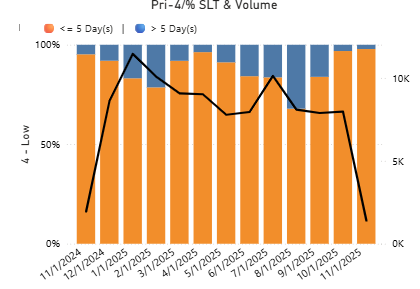 Pri-4/% SLT & Volume
<= 5 Day(s) | > 5 Day(s)
100%
50%
0%
4 - Low
10K
5K
0K
11/1/2024
12/1/2024
1/1/2025
2/1/2025
3/1/2025
4/1/2025
5/1/2025
6/1/2025
7/1/2025
8/1/2025
9/1/2025
10/1/2025
11/1/2025